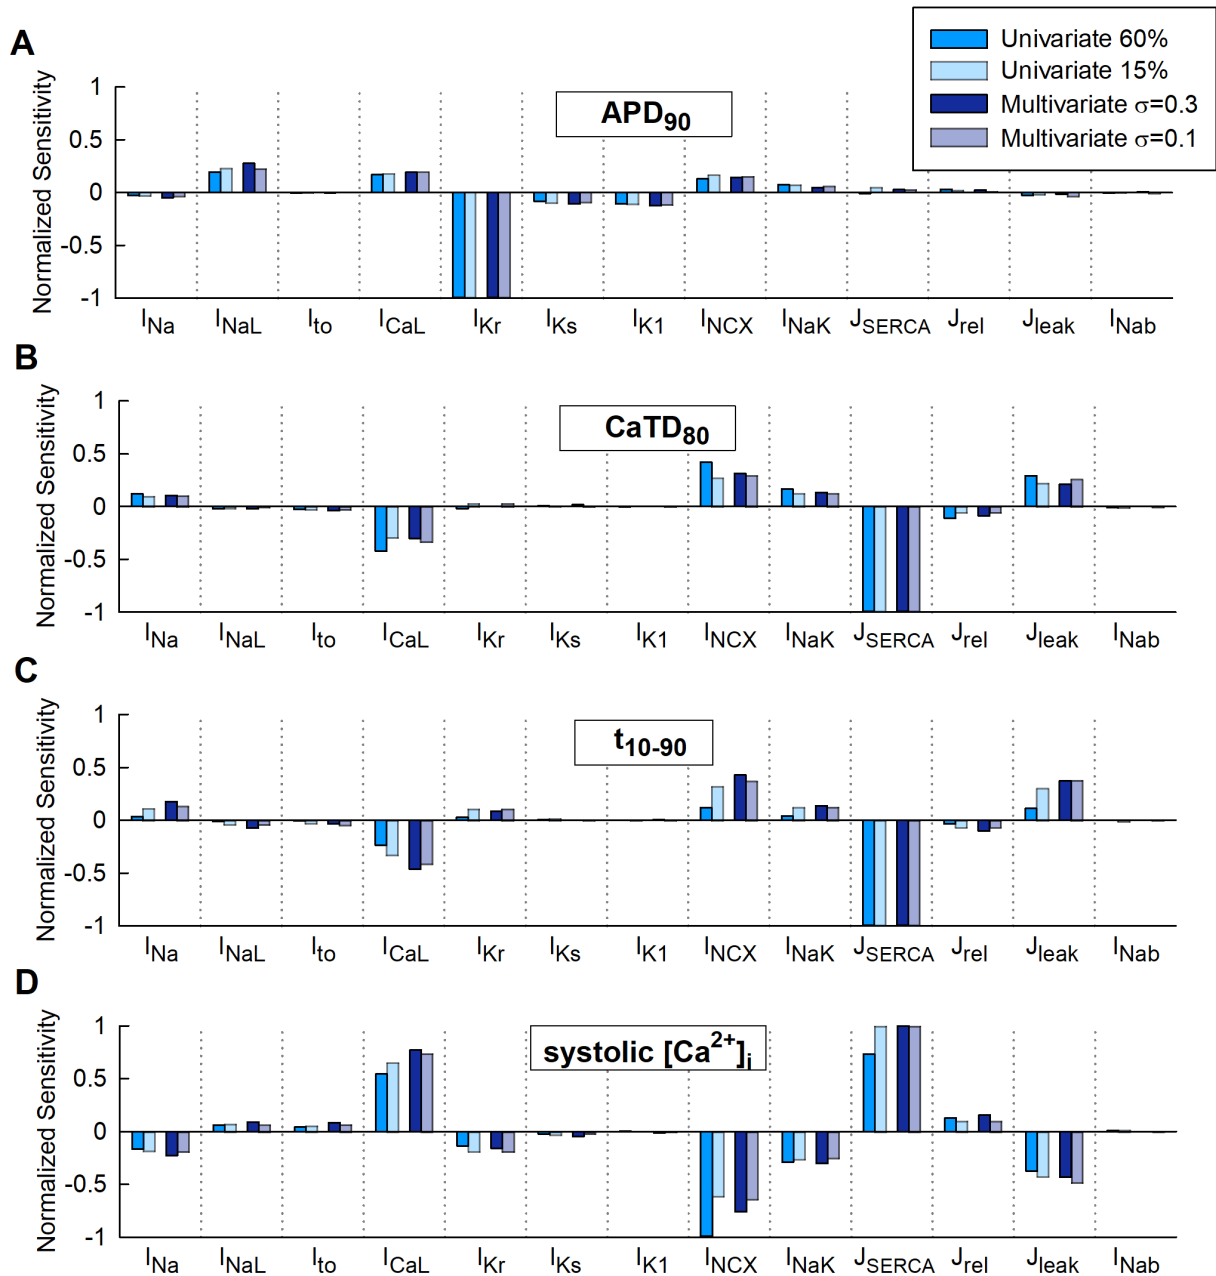 Univariate 60%
Univariate 15%
Multivariate σ=0.3
Multivariate σ=0.1
A
Normalized Sensitivity
1
0.5
0
-0.5
-1
APD90
INa INaL Ito ICaL IKr IKs IK1 INCX INaK JSERCA Jrel Jleak INab
B
Normalized Sensitivity
1
0.5
0
-0.5
-1
CaTD80
INa INaL Ito ICaL IKr IKs IK1 INCX INaK JSERCA Jrel Jleak INab
C
Normalized Sensitivity
1
0.5
0
-0.5
-1
t10-90
INa INaL Ito ICaL IKr IKs IK1 INCX INaK JSERCA Jrel Jleak INab
D
Normalized Sensitivity
1
0.5
0
-0.5
-1
systolic [Ca2+]i
INa INaL Ito ICaL IKr IKs IK1 INCX INaK JSERCA Jrel Jleak INab